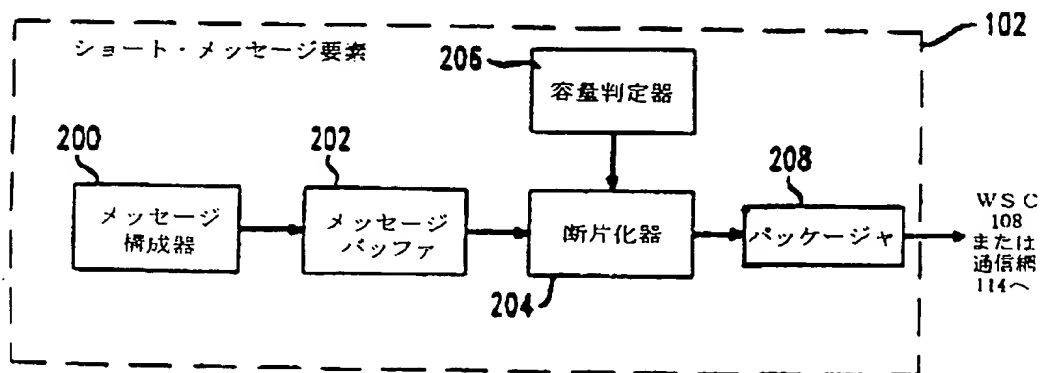 102
ショート・メッセージ要素
206
容量判定器
200
メッセージ
構成器
202
メッセージ
バッファ
断片化器
204
208
パッケージャ
WSC
108
または
通信網
114へ